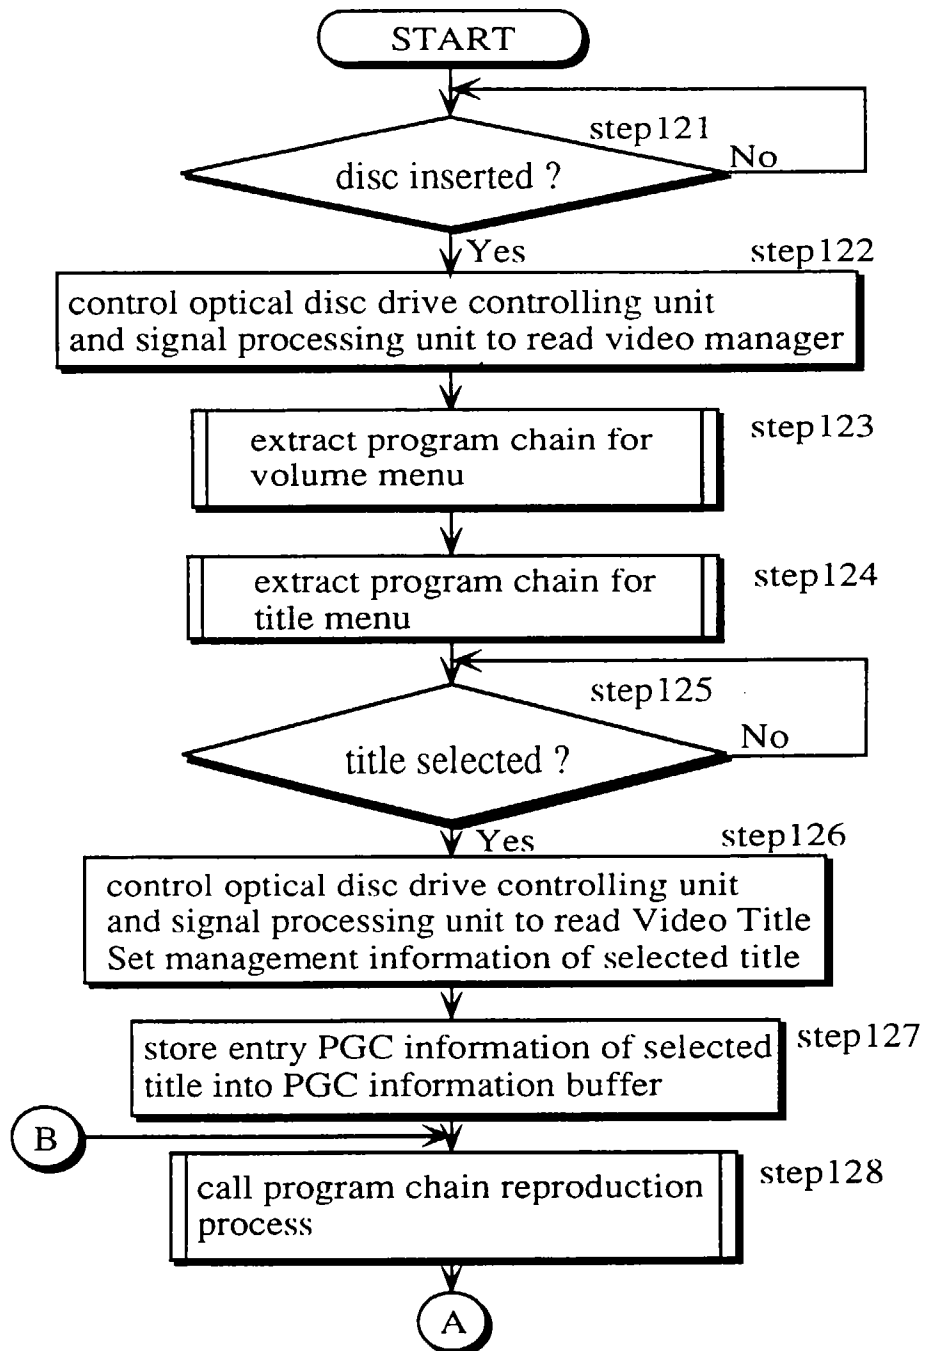 START
step121
No
disc inserted ?
Yes
step122
control optical disc drive controlling unit
and signal processing unit to read video manager
step123
extract program chain for
volume menu
step124
extract program chain for
title menu
step125
No
title selected ?
Yes
step126
control optical disc drive controlling unit
and signal processing unit to read Video Title
Set management information of selected title
step127
store entry PGC information of selected
title into PGC information buffer
B
step128
call program chain reproduction
process
A